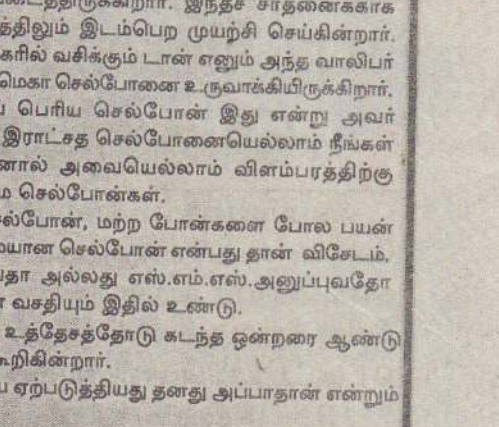 டைத்திருக்கிறார். இந்தச் சாதனைக்காக
த்திலும் இடம்பெற முயற்சி செய்கின்றார்.
கரில் வசிக்கும் டான் எனும் அந்த வாலிபர்
மெகா செல்போனை உருவாக்கியிருக்கிறார்.
பெரிய செல்போன் இது என்று அவர்
இராட்சத செல்போனையெல்லாம் நீங்கள்
னால் அவையெல்லாம் விளம்பரத்திற்கு
ம செல்போன்கள்.
ல்போன், மற்ற போன்களை போல பயன்
மயான செல்போன் என்பது தான் விசேடம்.
வதா அல்லது எஸ்.எம்.எஸ்.அனுப்புவதோ
வசதியும் இதில் உண்டு.
உத்தேசத்தோடு கடந்த ஒன்றரை ஆண்டு
கூறிகின்றார்.
ஏற்படுத்தியது தனது அப்பாதான் என்றும்